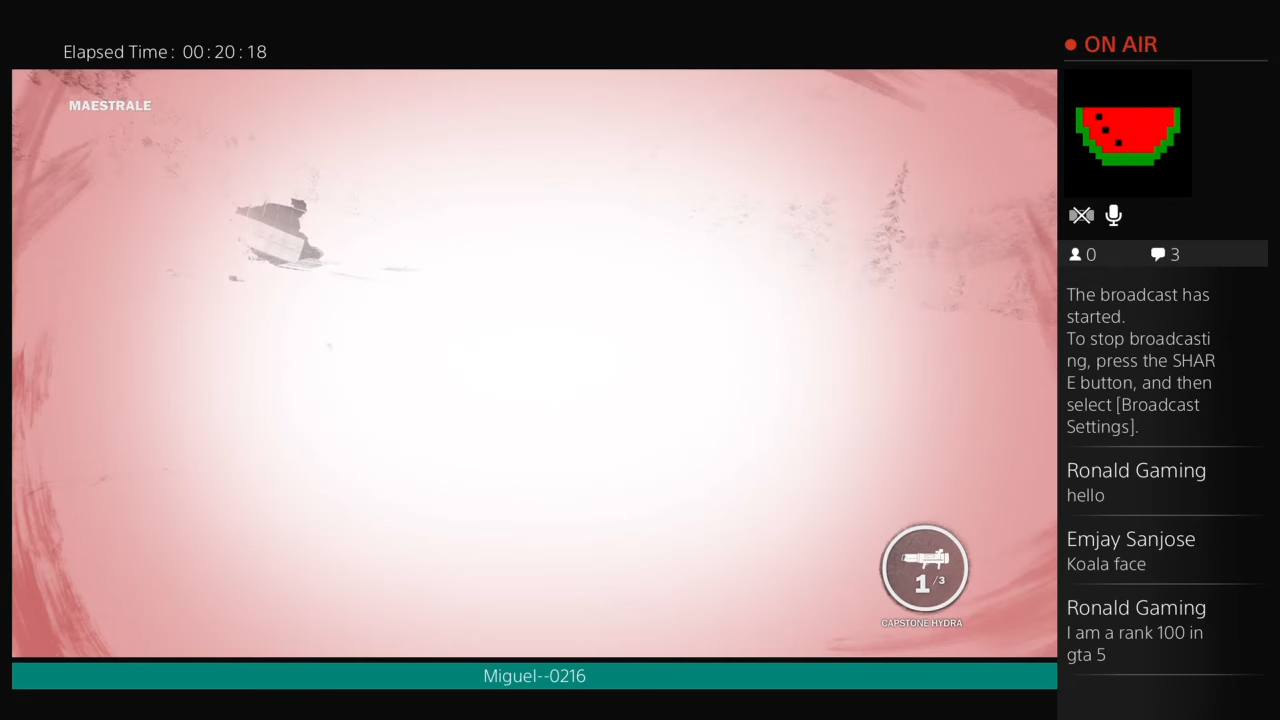 Elapsed Time: 00:20:18
ON AIR
MAESTRALE
0
3
The broadcast has
started.
To stop broadcasti
ng, press the SHAR
E button, and then
select [Broadcast
Settings].
Ronald Gaming
hello
Emjay Sanjose
Koala face
Ronald Gaming
I am a rank 100 in
gta 5
1/3
CAPSTONE HYDRA
Miguel--0216